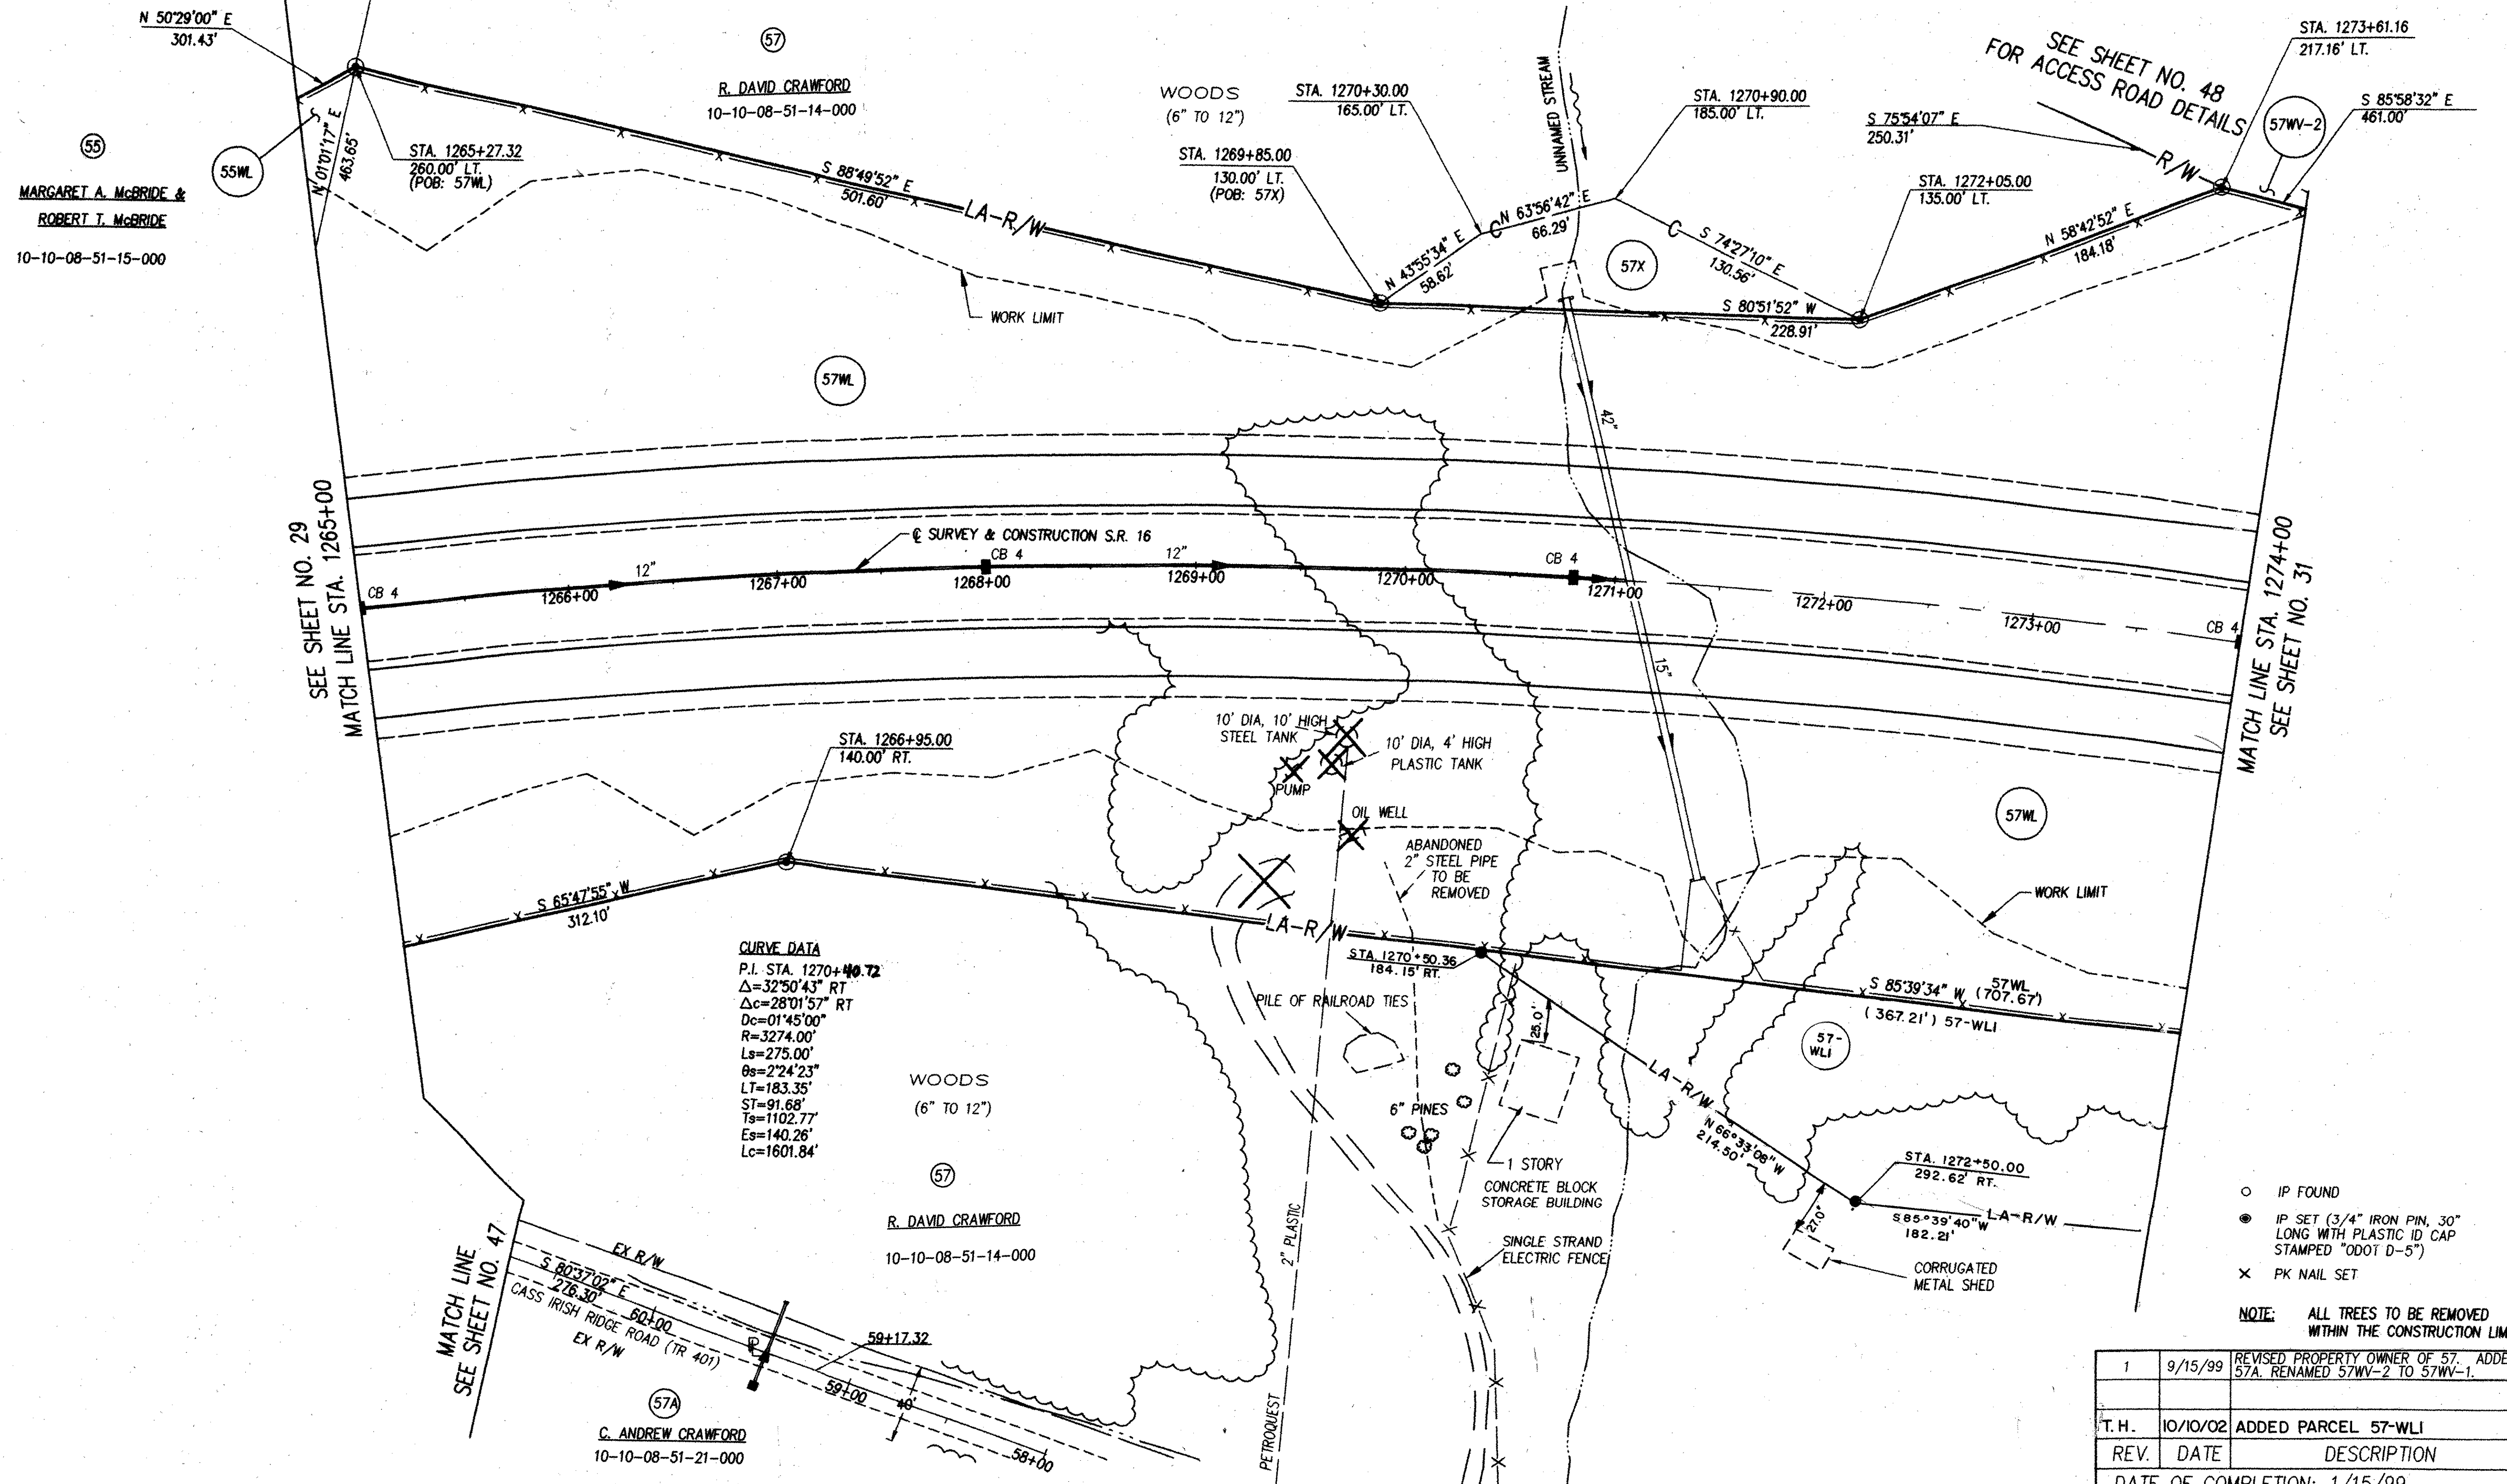 N 50°29'00" E
301.43'
57
R. DAVID CRAWFORD
10-10-08-51-14-000
WOODS
(6" TO 12")
STA. 1270+30.00
165.00' LT.
UNNAMED STREAM
STA. 1270+90.00
185.00' LT.
SEE SHEET NO. 48
FOR ACCESS ROAD DETAILS
STA. 1273+61.16
217.16' LT.
57WV-2
S 85°58'32" E
461.00'
S 75°54'07" E
250.31'
R/W
55
MARGARET A. McBRIDE &
ROBERT T. McBRIDE
10-10-08-51-15-000
55WL
N 01°01'17" E
463.65'
STA. 1265+27.32
260.00' LT.
(POB: 57WL)
S 88°49'52" E
501.60'
LA-R/W
STA. 1269+85.00
130.00' LT.
(POB: 57X)
N 43°55'34" E
58.62'
C
N 63°56'42" E
66.29'
57X
C
S 74°27'10" E
130.56'
STA. 1272+05.00
135.00' LT.
N 58°42'52" E
184.18'
S 80°51'52" W
228.91'
WORK LIMIT
57WL
42"
SEE SHEET NO. 29
MATCH LINE STA. 1265+00
CB 4
12"
1266+00
1267+00
℄ SURVEY & CONSTRUCTION S.R. 16
CB 4
1268+00
12"
1269+00
1270+00
CB 4
1271+00
1272+00
1273+00
CB 4
MATCH LINE STA. 1274+00
SEE SHEET NO. 31
15"
STA. 1266+95.00
140.00' RT.
10' DIA, 10' HIGH
STEEL TANK
10' DIA, 4' HIGH
PLASTIC TANK
PUMP
OIL WELL
ABANDONED
2" STEEL PIPE
TO BE
REMOVED
57WL
WORK LIMIT
S 65°47'55" W
312.10'
LA-R/W
STA. 1270+50.36
184.15' RT.
S 85°39'34" W
57WL
(707.67')
(367.21') 57-WLI
57-
WLI
CURVE DATA
P.I. STA. 1270+40.72
Δ=32°50'43" RT
Δc=28°01'57" RT
Dc=01°45'00"
R=3274.00'
Ls=275.00'
θs=2°24'23"
LT=183.35'
ST=91.68'
Ts=1102.77'
Es=140.26'
Lc=1601.84'
PILE OF RAILROAD TIES
25.0'
LA-R/W
N 66°33'08" W
214.50'
WOODS
(6" TO 12")
6" PINES
1 STORY
CONCRETE BLOCK
STORAGE BUILDING
STA. 1272+50.00
292.62' RT.
S 85°39'40" W
182.21'
LA-R/W
27.0'
CORRUGATED
METAL SHED
57
R. DAVID CRAWFORD
10-10-08-51-14-000
2" PLASTIC
SINGLE STRAND
ELECTRIC FENCE
PETROQUEST
MATCH LINE
SEE SHEET NO. 47
EX R/W
S 80°37'02" E
276.30'
60+00
CASS IRISH RIDGE ROAD (TR 401)
EX R/W
59+17.32
59+00
40'
58+00
57A
C. ANDREW CRAWFORD
10-10-08-51-21-000
IP FOUND
IP SET (3/4" IRON PIN, 30"
LONG WITH PLASTIC ID CAP
STAMPED "ODOT D-5")
PK NAIL SET
NOTE: ALL TREES TO BE REMOVED
WITHIN THE CONSTRUCTION LIM
1 9/15/99 REVISED PROPERTY OWNER OF 57. ADDE
57A. RENAMED 57WV-2 TO 57WV-1.
T.H. 10/10/02 ADDED PARCEL 57-WLI
REV. DATE DESCRIPTION
DATE OF COMPLETION: 1/15/99